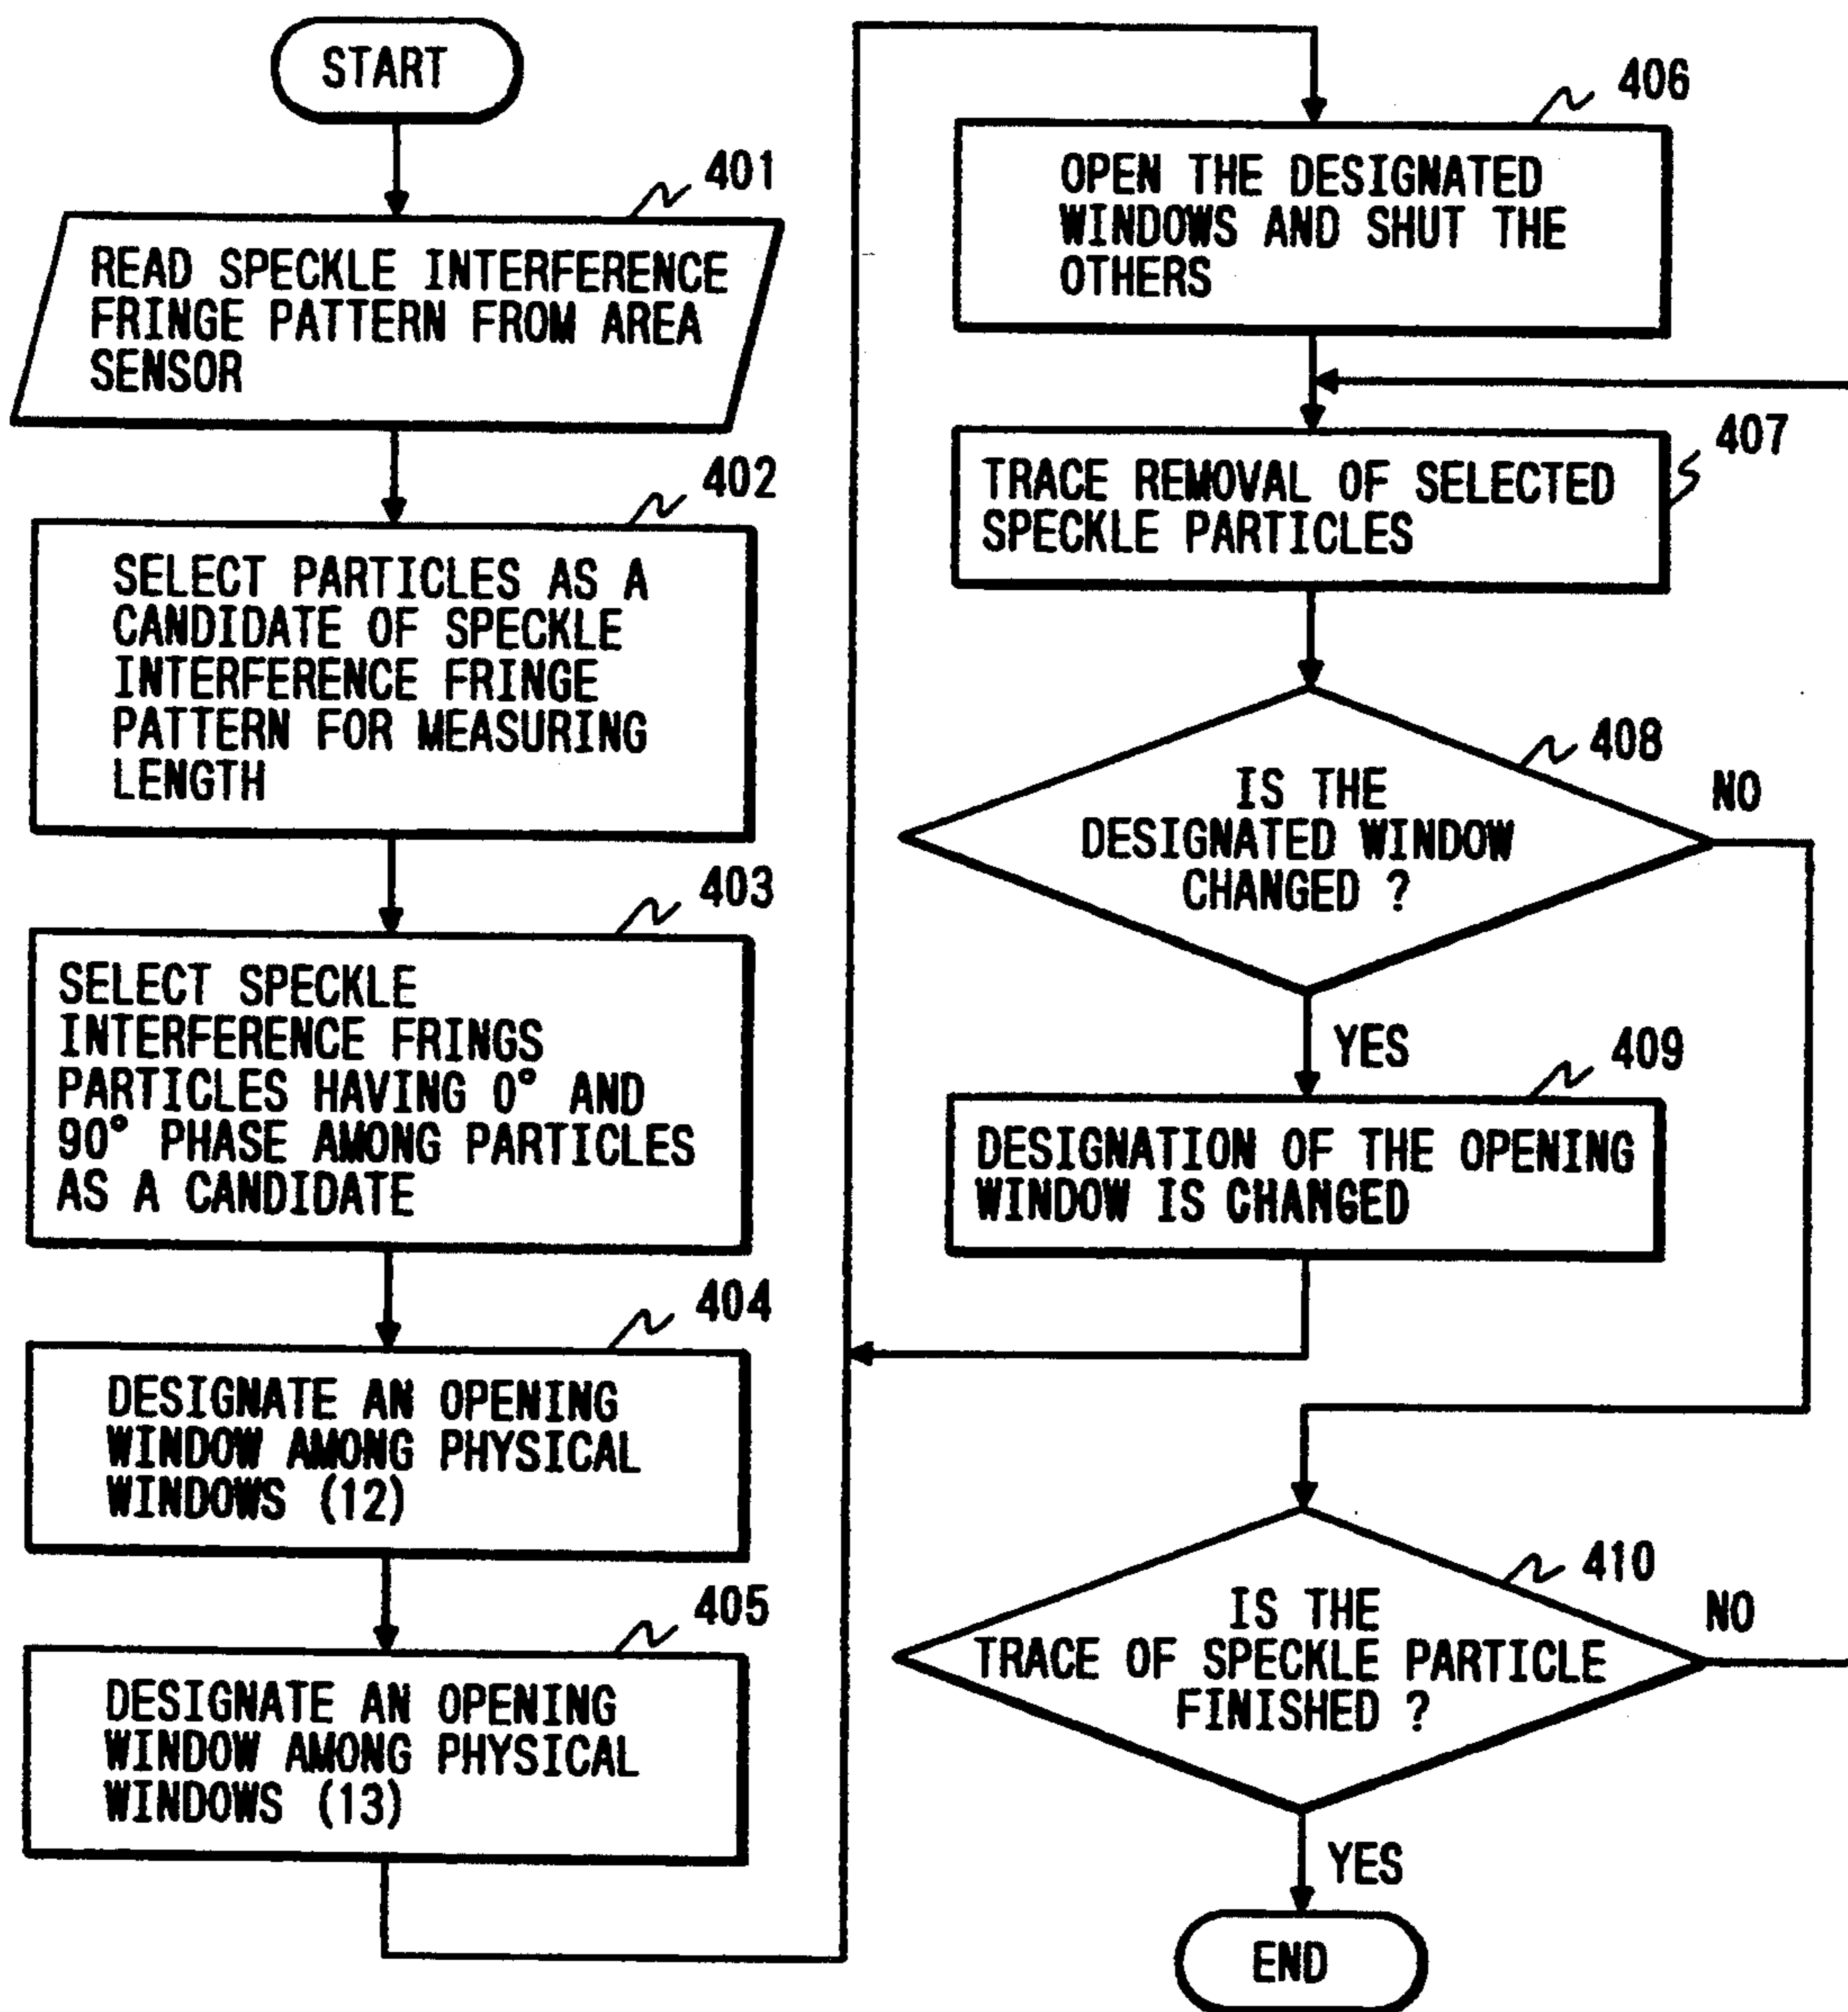 START
401
READ SPECKLE INTERFERENCE
FRINGE PATTERN FROM AREA
SENSOR
402
SELECT PARTICLES AS A
CANDIDATE OF SPECKLE
INTERFERENCE FRINGE
PATTERN FOR MEASURING
LENGTH
403
SELECT SPECKLE
INTERFERENCE FRINGS
PARTICLES HAVING 0° AND
90° PHASE AMONG PARTICLES
AS A CANDIDATE
404
DESIGNATE AN OPENING
WINDOW AMONG PHYSICAL
WINDOWS (12)
405
DESIGNATE AN OPENING
WINDOW AMONG PHYSICAL
WINDOWS (13)
406
OPEN THE DESIGNATED
WINDOWS AND SHUT THE
OTHERS
407
TRACE REMOVAL OF SELECTED
SPECKLE PARTICLES
408
IS THE
DESIGNATED WINDOW
CHANGED ?
NO
YES
409
DESIGNATION OF THE OPENING
WINDOW IS CHANGED
410
IS THE
TRACE OF SPECKLE PARTICLE
FINISHED ?
NO
YES
END